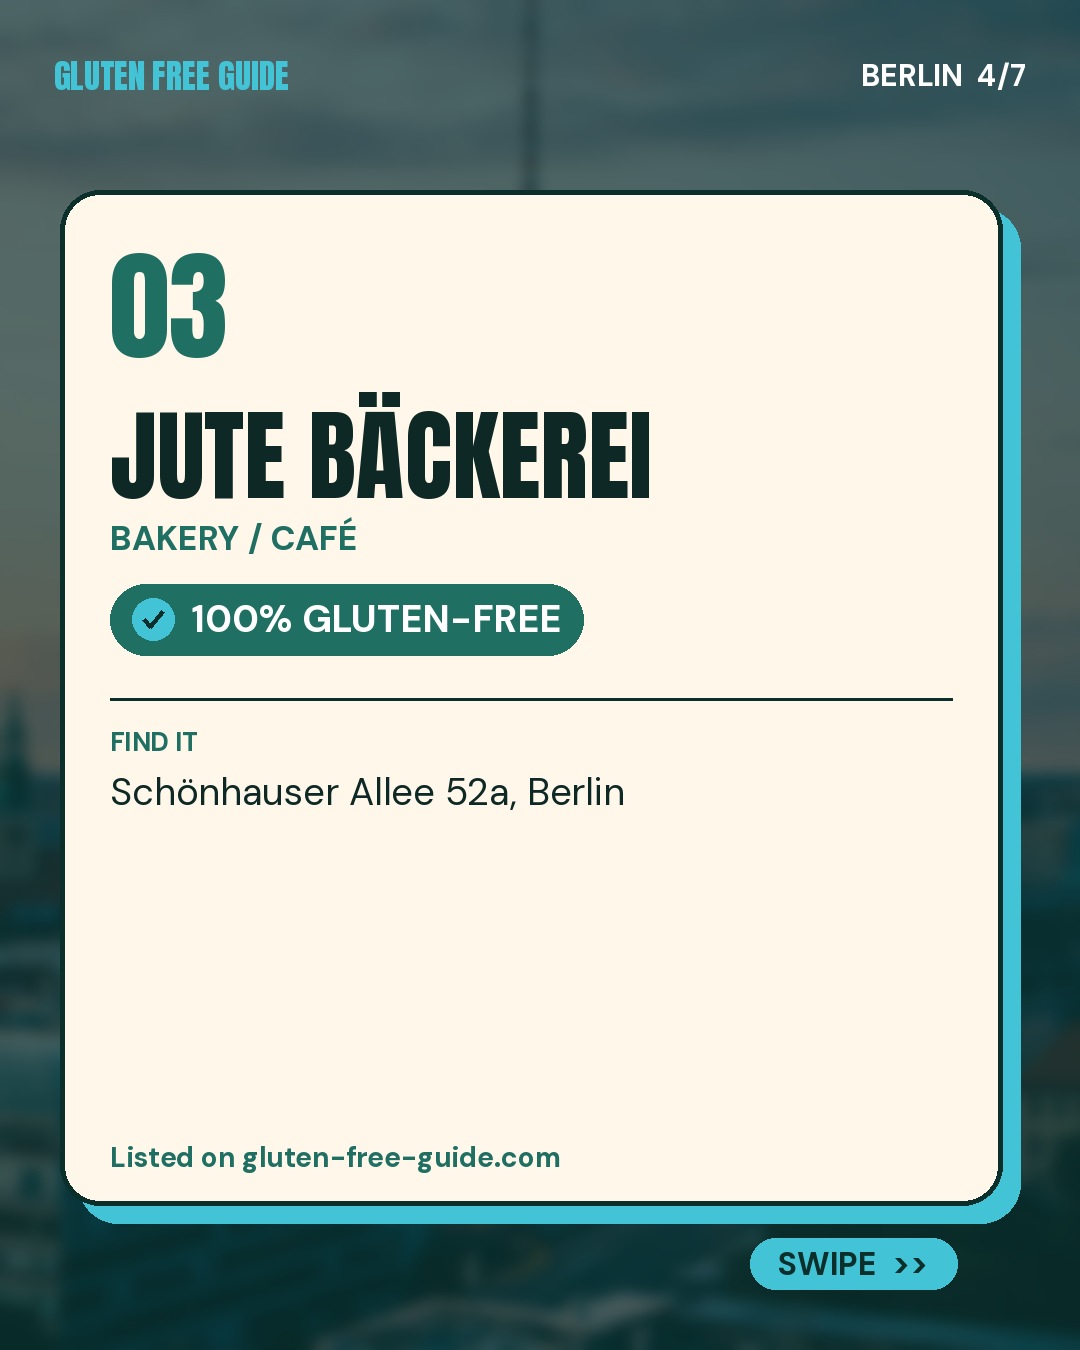 GLUTEN FREE GUIDE
BERLIN 4/7
03
JUTE BÄCKEREI
BAKERY / CAFÉ
100% GLUTEN-FREE
FIND IT
Schönhauser Allee 52a, Berlin
Listed on gluten-free-guide.com
SWIPE >>